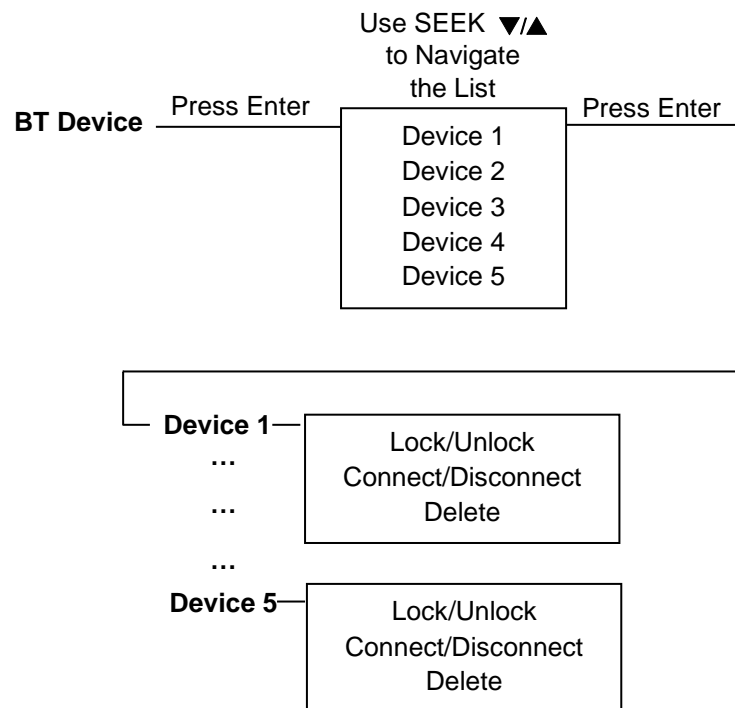 Use SEEK ▼/▲
to Navigate
the List
BT Device
Press Enter
Device 1
Device 2
Device 3
Device 4
Device 5
Press Enter
Device 1
Lock/Unlock
Connect/Disconnect
Delete
...
...
...
Device 5
Lock/Unlock
Connect/Disconnect
Delete